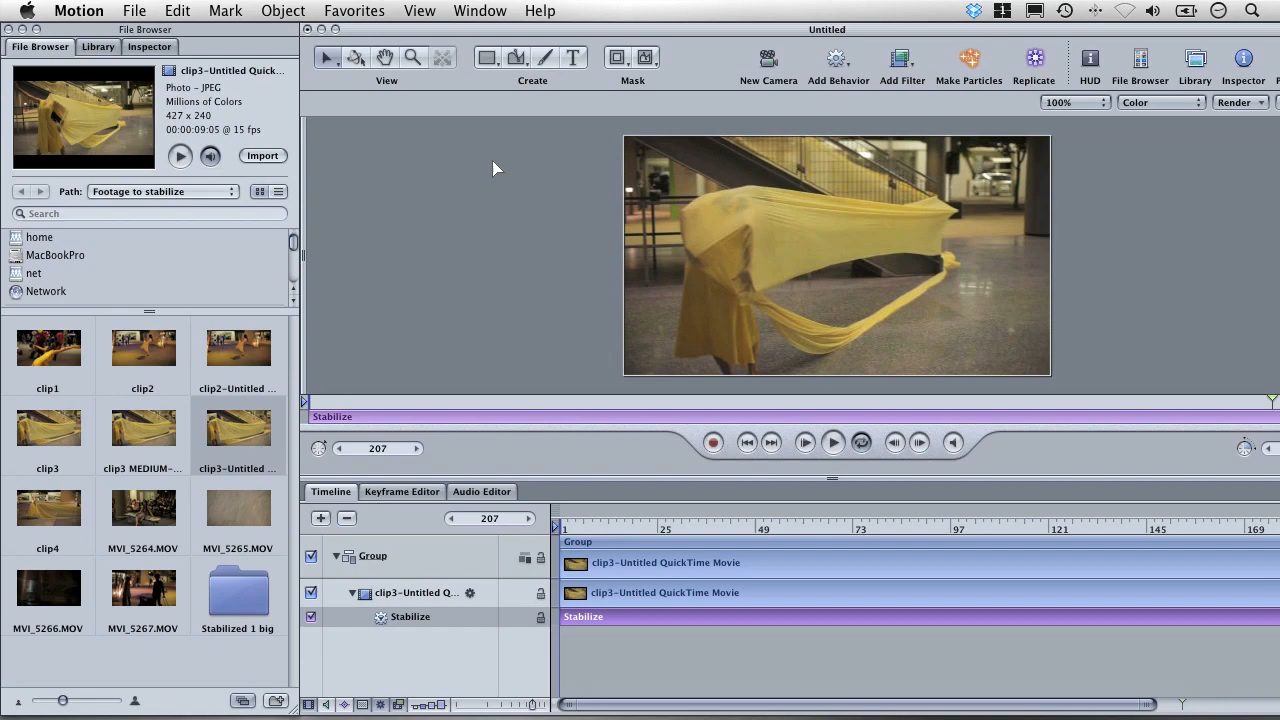 Motion File Edit Mark Object Favorites View Window Help
File Browser
Untitled
File Browser Library Inspector
View
Create
Mask
New Camera Add Behavior Add Filter Make Particles Replicate HUD File Browser Library Inspector
clip3-Untitled Quick...
Photo - JPEG
Millions of Colors
427 x 240
00:00:09:05 @ 15 fps
Import
100% Color Render
Path: Footage to stabilize
Search
home
MacBookPro
net
Network
clip1 clip2 clip2-Untitled ...
clip3 clip3 MEDIUM-... clip3-Untitled ...
clip4 MVI_5264.MOV MVI_5265.MOV
MVI_5266.MOV MVI_5267.MOV Stabilized 1 big
Stabilize
207
Timeline Keyframe Editor Audio Editor
207
1 25 49 73 97 121 145 169
Group
Group
clip3-Untitled QuickTime Movie
clip3-Untitled Q... clip3-Untitled QuickTime Movie
Stabilize Stabilize